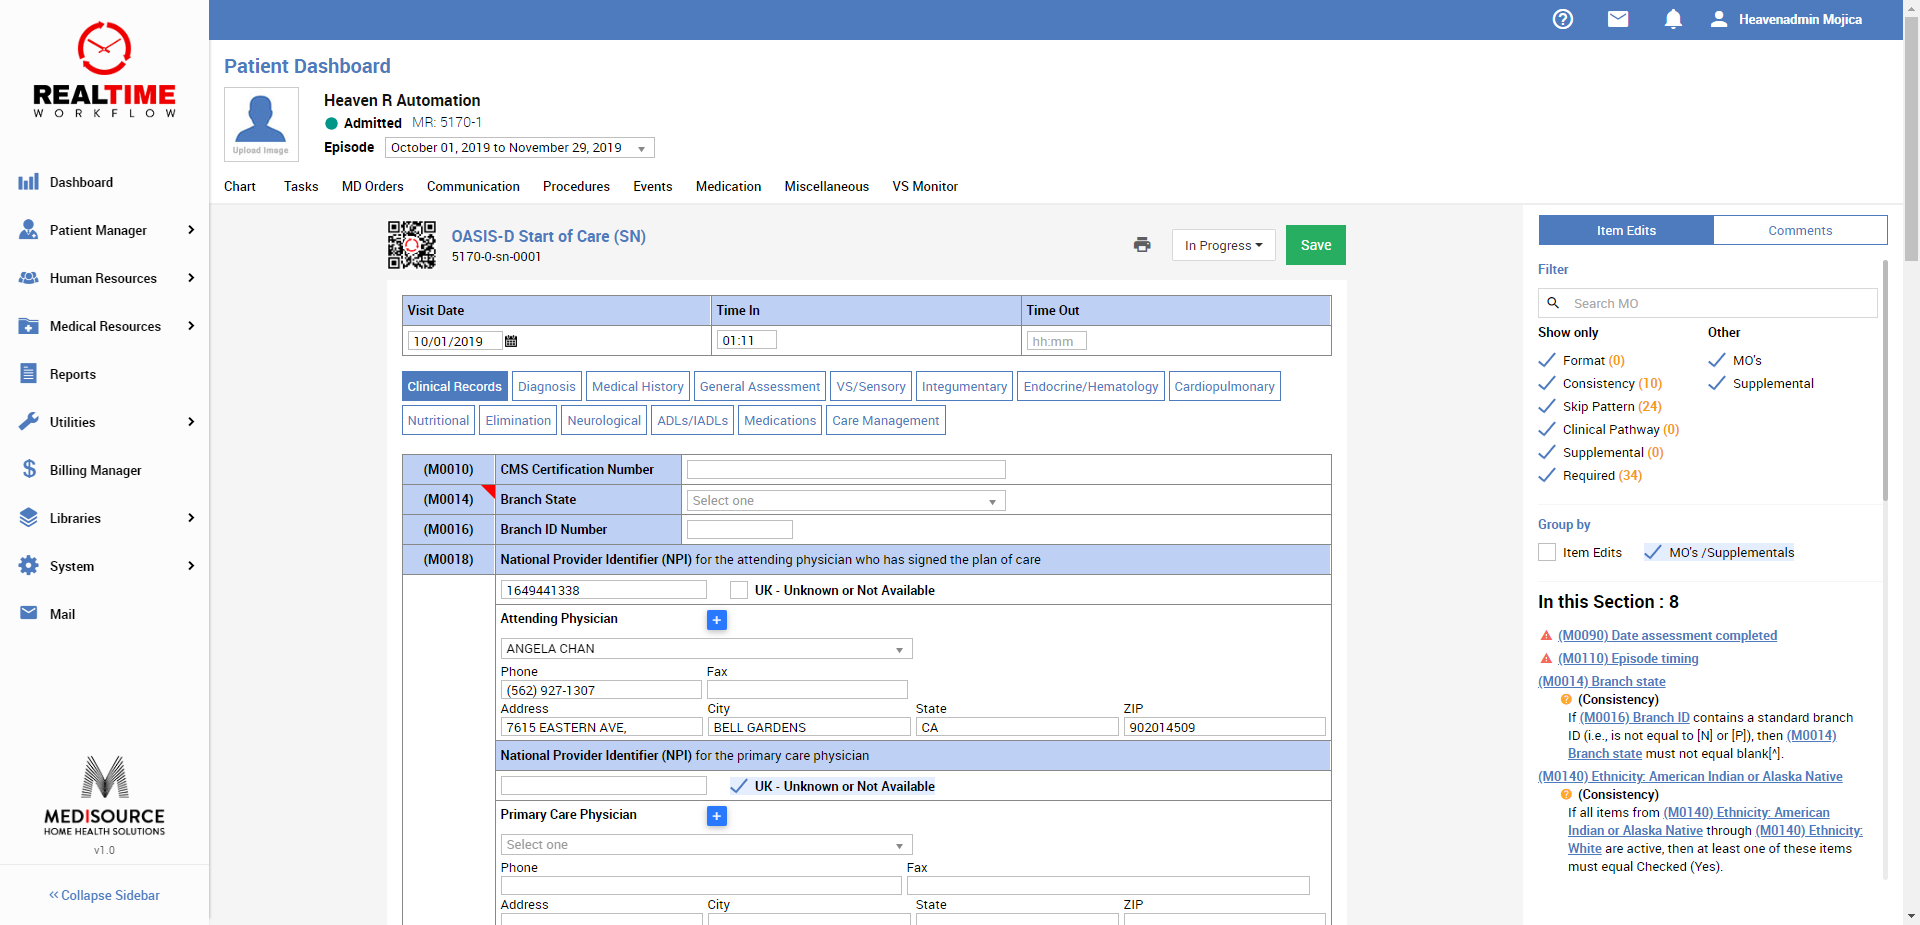 REALTIME
WORKFLOW
Dashboard
Patient Manager
Human Resources
Medical Resources
Reports
Utilities
Billing Manager
Libraries
System
Mail
MEDISOURCE
HOME HEALTH SOLUTIONS
v1.0
Collapse Sidebar
Heavenadmin Mojica
Patient Dashboard
Upload Image
Heaven R Automation
Admitted MR: 5170-1
Episode October 01, 2019 to November 29, 2019
Chart Tasks MD Orders Communication Procedures Events Medication Miscellaneous VS Monitor
OASIS-D Start of Care (SN)
5170-0-sn-0001
In Progress Save
Visit Date Time In Time Out
10/01/2019 01:11 hh:mm
Clinical Records Diagnosis Medical History General Assessment VS/Sensory Integumentary Endocrine/Hematology Cardiopulmonary
Nutritional Elimination Neurological ADLs/IADLs Medications Care Management
(M0010) CMS Certification Number
(M0014) Branch State Select one
(M0016) Branch ID Number
(M0018) National Provider Identifier (NPI) for the attending physician who has signed the plan of care
1649441338 UK - Unknown or Not Available
Attending Physician +
ANGELA CHAN
Phone Fax
(562) 927-1307
Address City State ZIP
7615 EASTERN AVE, BELL GARDENS CA 902014509
National Provider Identifier (NPI) for the primary care physician
UK - Unknown or Not Available
Primary Care Physician +
Select one
Phone Fax
Address City State ZIP
Item Edits Comments
Filter
Search MO
Show only Other
Format (0) MO's
Consistency (10) Supplemental
Skip Pattern (24)
Clinical Pathway (0)
Supplemental (0)
Required (34)
Group by
Item Edits MO's /Supplementals
In this Section : 8
(M0090) Date assessment completed
(M0110) Episode timing
(M0014) Branch state
(Consistency)
If (M0016) Branch ID contains a standard branch
ID (i.e., is not equal to [N] or [P]), then (M0014)
Branch state must not equal blank[^].
(M0140) Ethnicity: American Indian or Alaska Native
(Consistency)
If all items from (M0140) Ethnicity: American
Indian or Alaska Native through (M0140) Ethnicity:
White are active, then at least one of these items
must equal Checked (Yes).